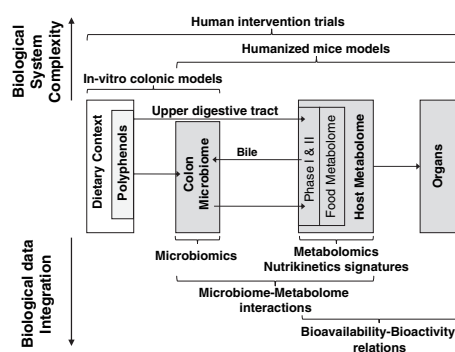 Human intervention trials
Humanized mice models
In-vitro colonic models
Biological
System
Complexity
Upper digestive tract
Dietary Context
Polyphenols
Colon
Microbiome
Bile
Phase I & II
Food Metabolome
Host Metabolome
Organs
Microbiomics
Metabolomics
Nutrikinetics signatures
Microbiome-Metabolome
interactions
Bioavailability-Bioactivity
relations
Biological data
Integration